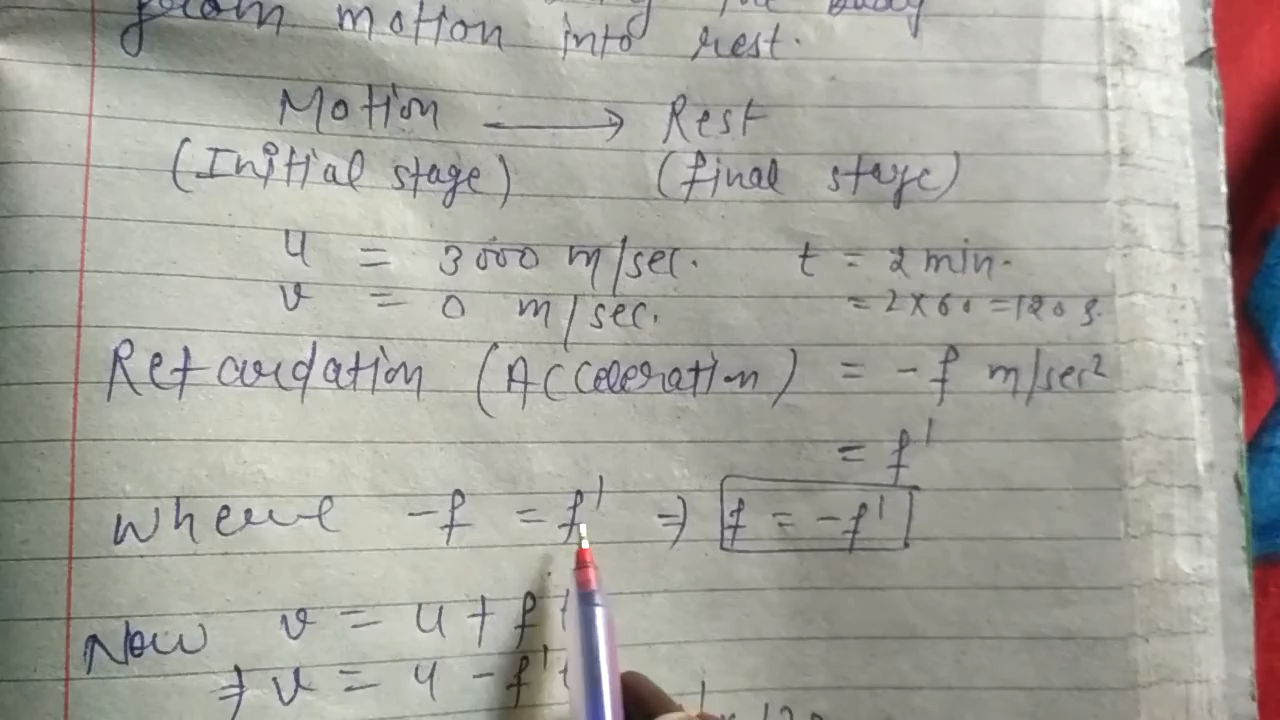 from motion into rest.
Motion ⟶ Rest
(Initial stage) (final stage)
u = 3000 m/sec. t = 2 min.
v = 0 m/sec. = 2×60 = 120 s.
Retardation (Acceleration) = -f m/sec²
= f'
where -f = f' ⇒ f = -f'
Now v = u + f t
⇒ v = u - f't